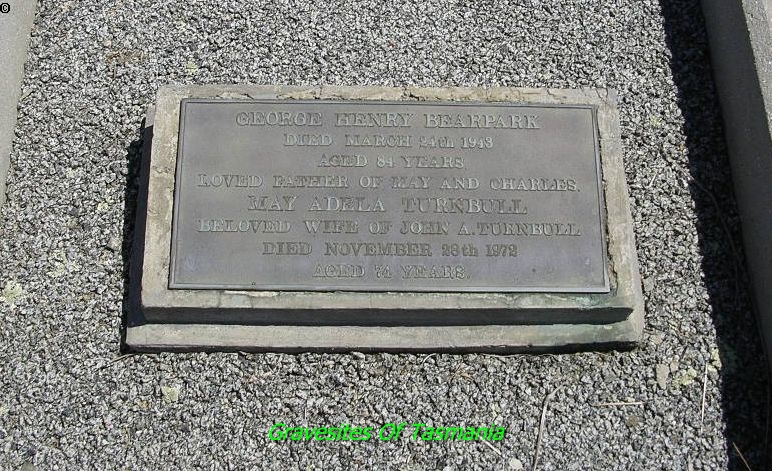 ©
GEORGE HENRY BEARPARK
DIED MARCH 24th 1943
AGED 84 YEARS
LOVED FATHER OF MAY AND CHARLES.
MAY ADELA TURNBULL
BELOVED WIFE OF JOHN A. TURNBULL
DIED NOVEMBER 28th 1972
AGED 74 YEARS.
Gravesites Of Tasmania